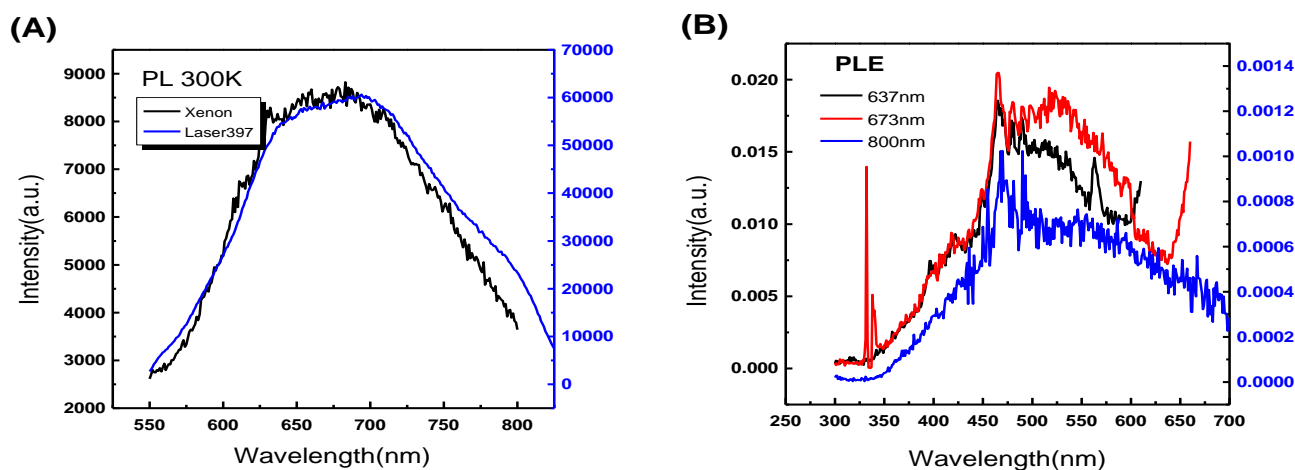 (A)
PL 300K
Xenon
Laser397
Intensity(a.u.)
9000
8000
7000
6000
5000
4000
3000
2000
70000
60000
50000
40000
30000
20000
10000
0
550 600 650 700 750 800
Wavelength(nm)
(B)
PLE
637nm
673nm
800nm
Intensity(a.u.)
0.020
0.015
0.010
0.005
0.000
0.0014
0.0012
0.0010
0.0008
0.0006
0.0004
0.0002
0.0000
250 300 350 400 450 500 550 600 650 700
Wavelength(nm)